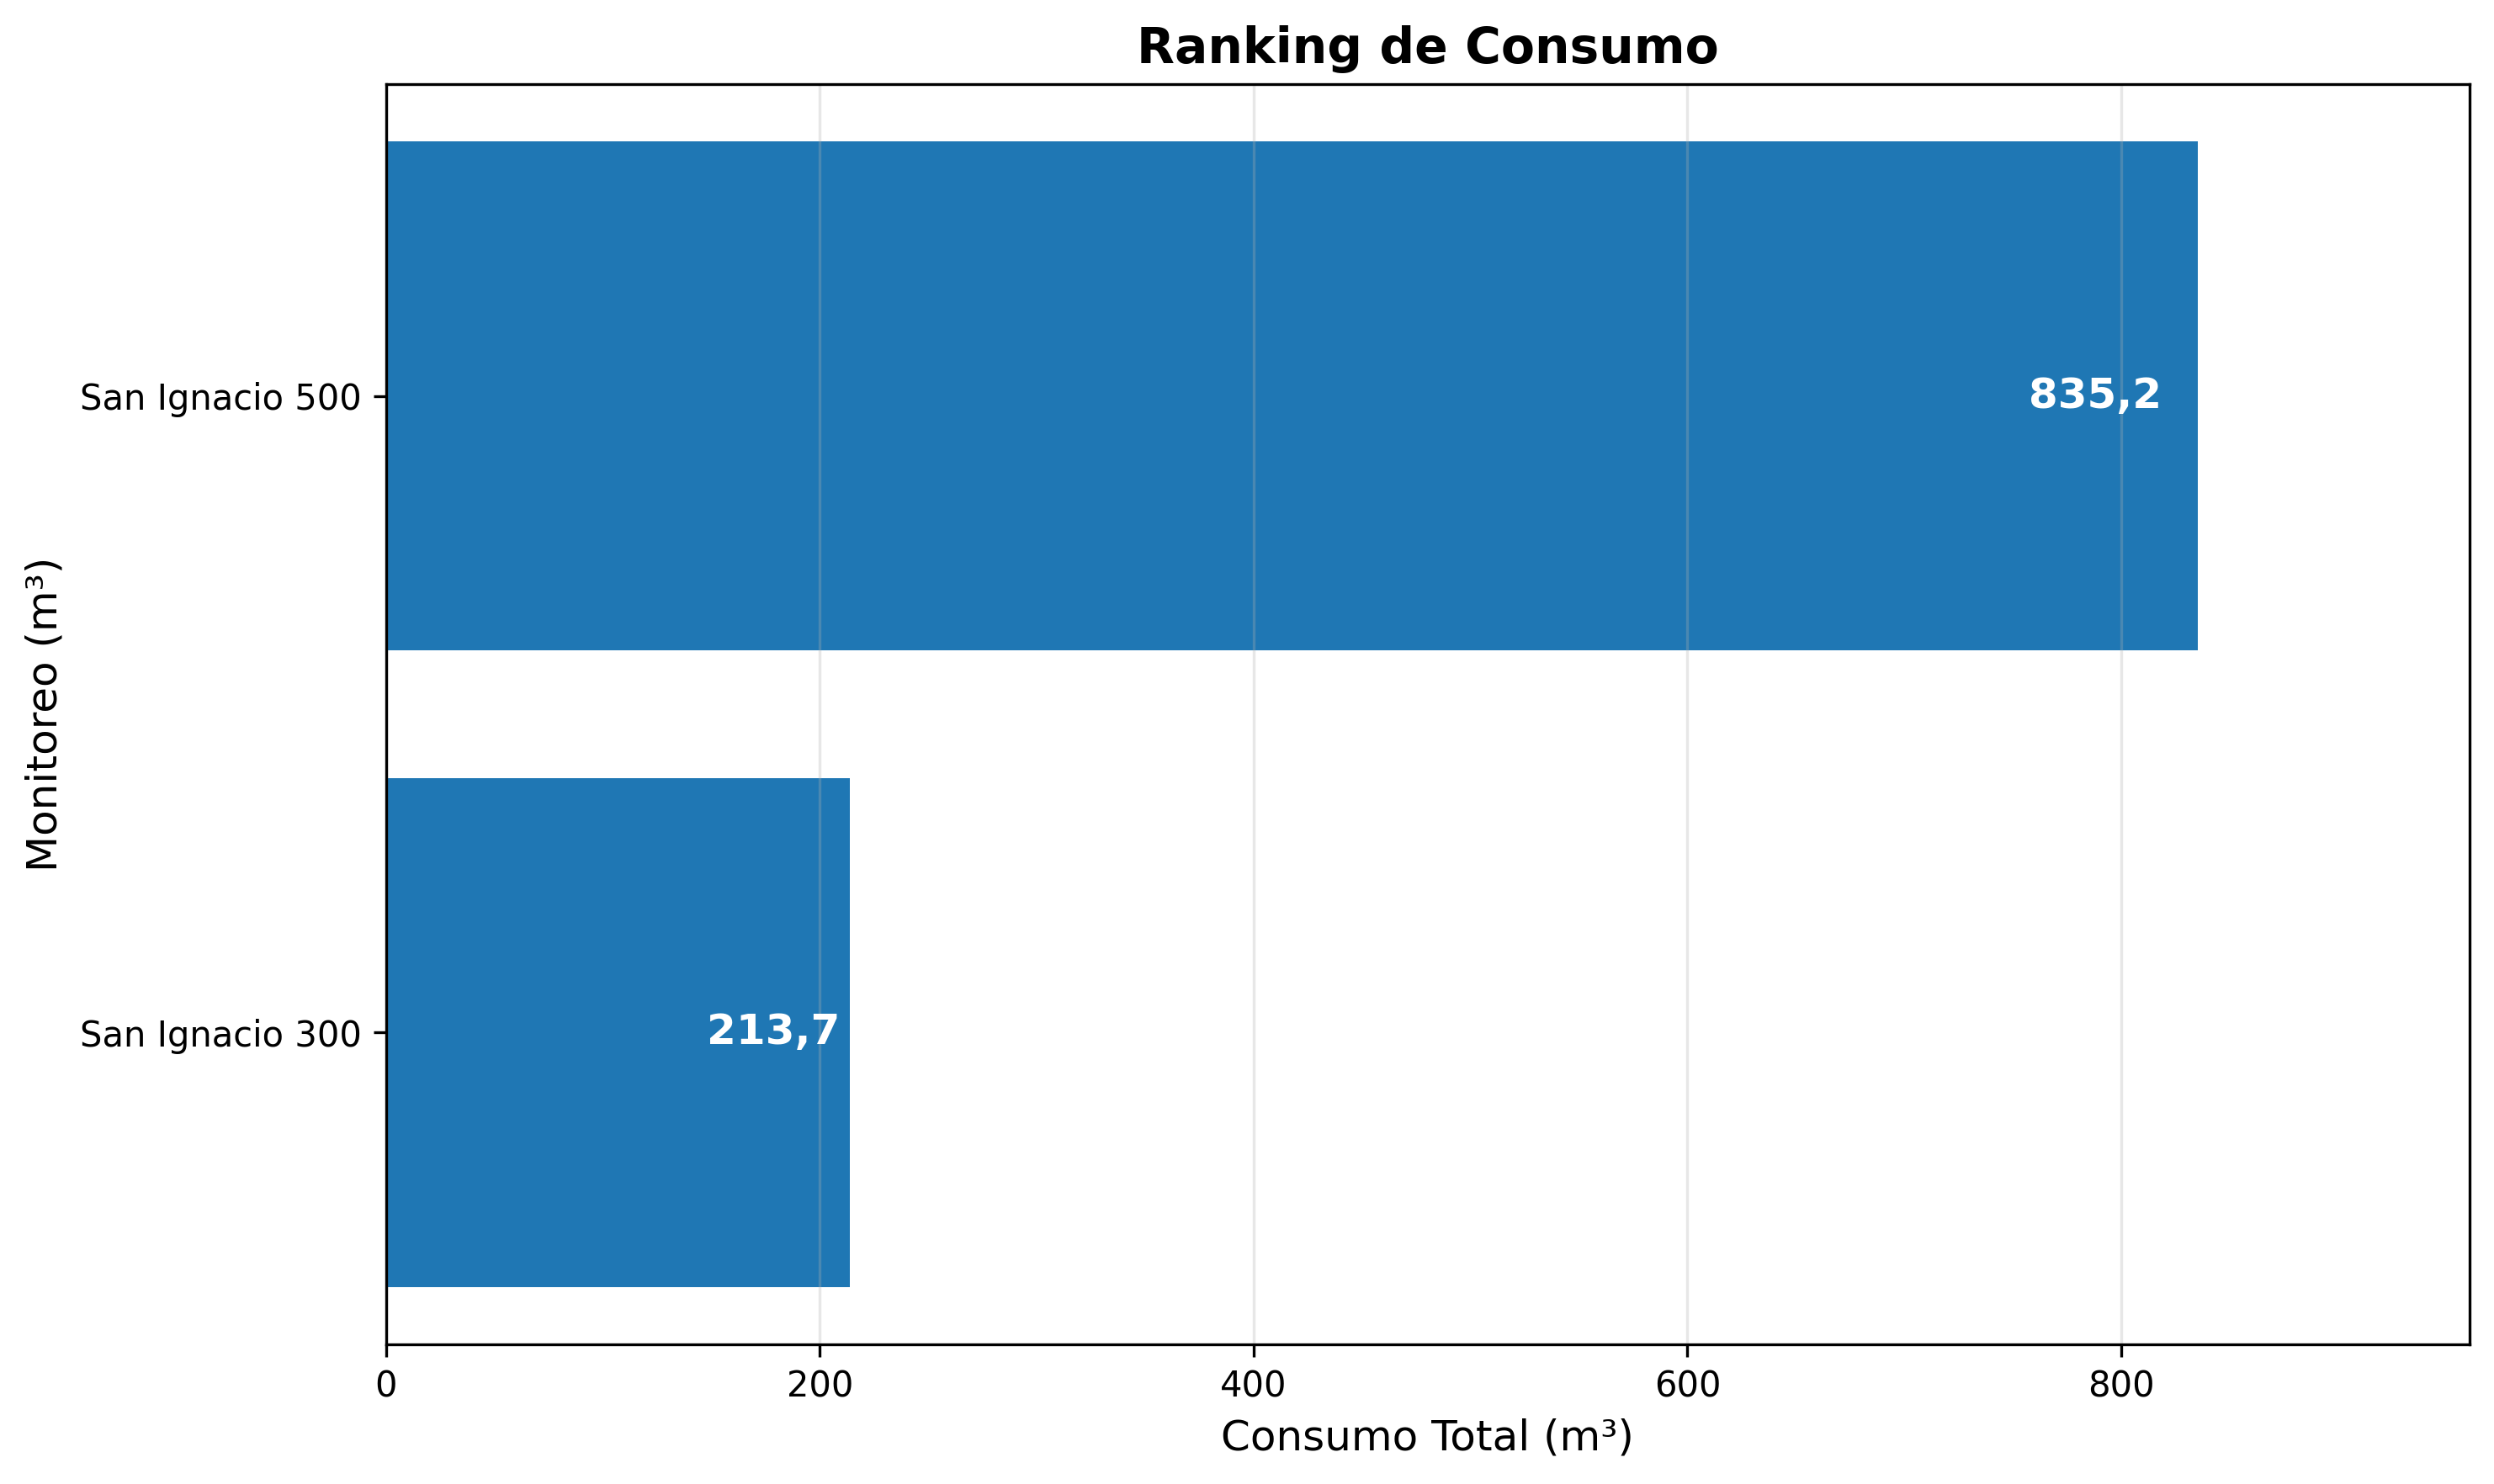 Ranking de Consumo
Monitoreo (m³)
San Ignacio 500
835,2
San Ignacio 300
213,7
0
200
400
600
800
Consumo Total (m³)